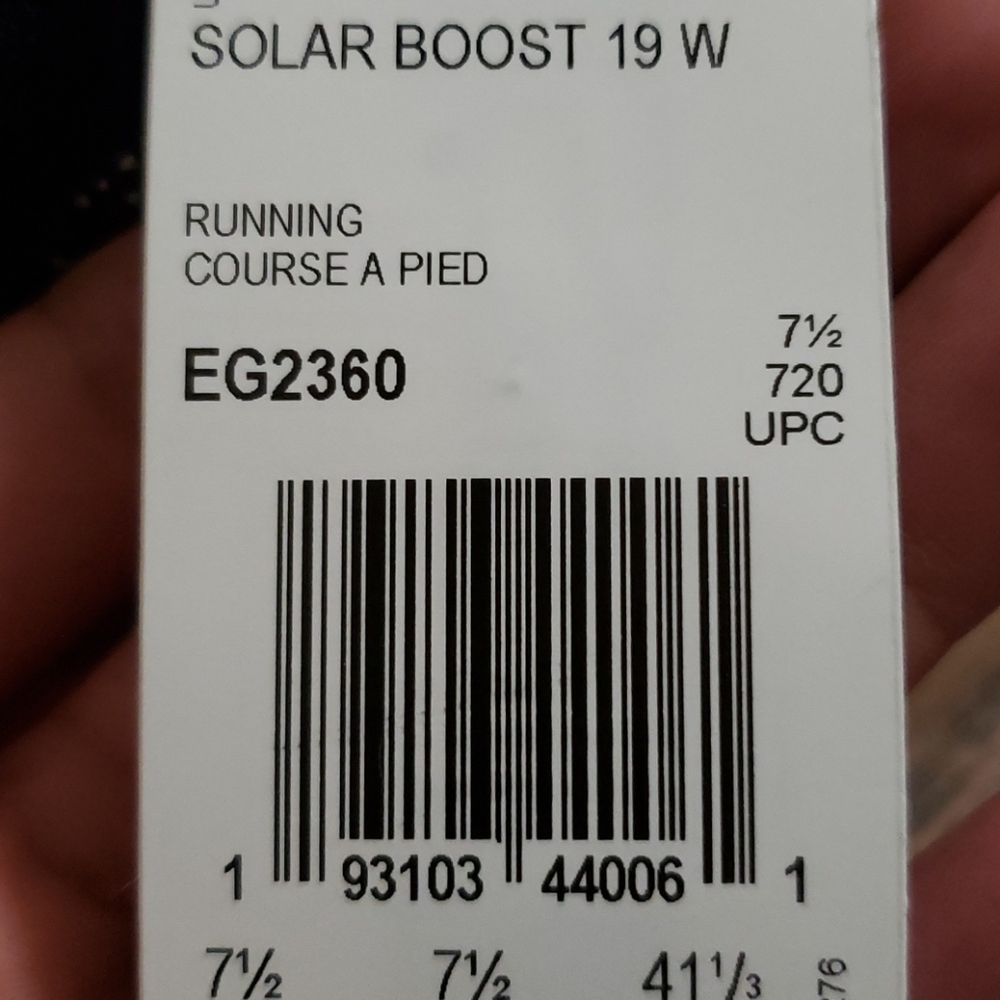 SOLAR BOOST 19 W
RUNNING
COURSE A PIED
7½
EG2360
720
UPC
1 93103 44006 1
7½ 7½ 41⅓
76